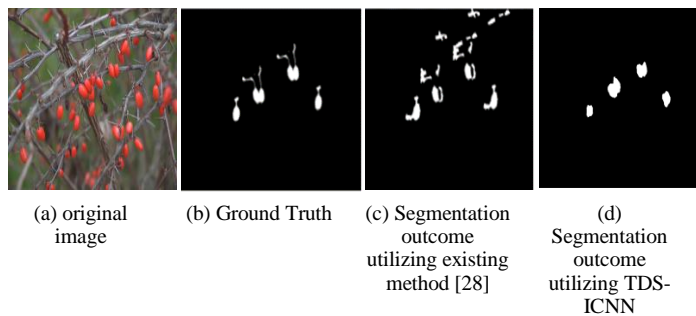 (a) original
image
(b) Ground Truth
(c) Segmentation
outcome
utilizing existing
method [28]
(d)
Segmentation
outcome
utilizing TDS-
ICNN